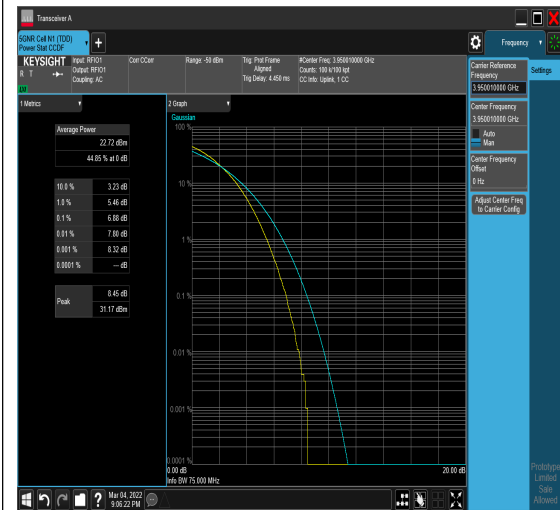 Transceiver A
5GNR Cell N1 (TDD)
Power Stat CCDF
+
Frequency
KEYSIGHT
R T
Input: RFIO1
Output: RFIO1
Coupling: AC
Corr CCorr
Range: -50 dBm
Trig: Prot Frame
Aligned
Trig Delay: 4.450 ms
#Center Freq: 3.950010000 GHz
Counts: 100 k/100 kpt
CC Info: Uplink, 1 CC
1 Metrics
2 Graph
Average Power
22.72 dBm
44.85 % at 0 dB
10.0 % 3.23 dB
1.0 % 5.46 dB
0.1 % 6.88 dB
0.01 % 7.80 dB
0.001 % 8.32 dB
0.0001 % --- dB
Peak
8.45 dB
31.17 dBm
Gaussian
100 %
10 %
1 %
0.1 %
0.01 %
0.001 %
0.0001 %
0.00 dB
20.00 dB
Info BW 75.000 MHz
Carrier Reference
Frequency
3.950010000 GHz
Settings
Center Frequency
3.950010000 GHz
Auto
Man
Center Frequency
Offset
0 Hz
Adjust Center Freq
to Carrier Config
Prototype
Limited
Sale
Allowed
?
Mar 04, 2022
9:06:22 PM